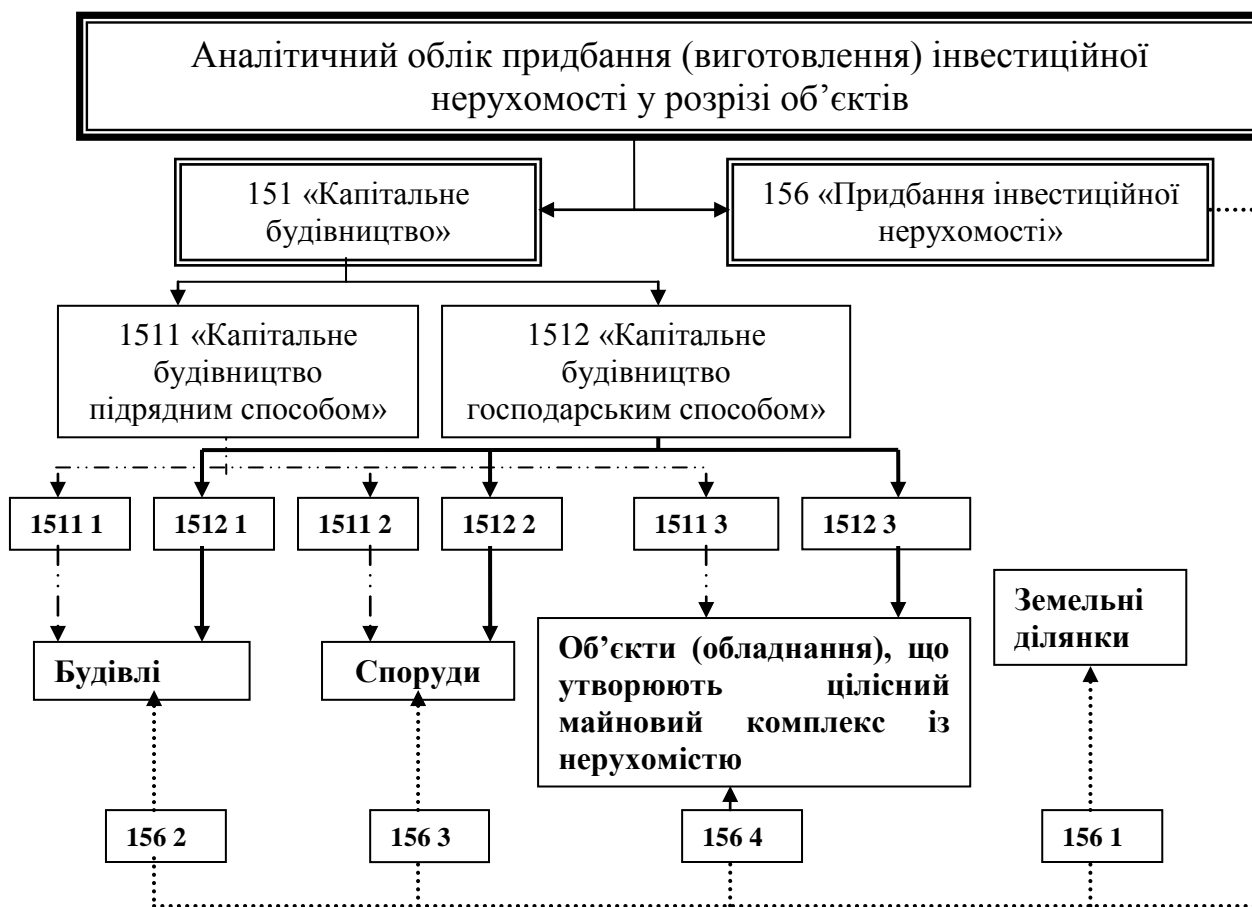 Аналітичний облік придбання (виготовлення) інвестиційної
нерухомості у розрізі об’єктів
151 «Капітальне
будівництво»
156 «Придбання інвестиційної
нерухомості»
1511 «Капітальне
будівництво
підрядним способом»
1512 «Капітальне
будівництво
господарським способом»
1511 1
1512 1
1511 2
1512 2
1511 3
1512 3
Земельні
ділянки
Будівлі
Споруди
Об’єкти (обладнання), що
утворюють цілісний
майновий комплекс із
нерухомістю
156 2
156 3
156 4
156 1